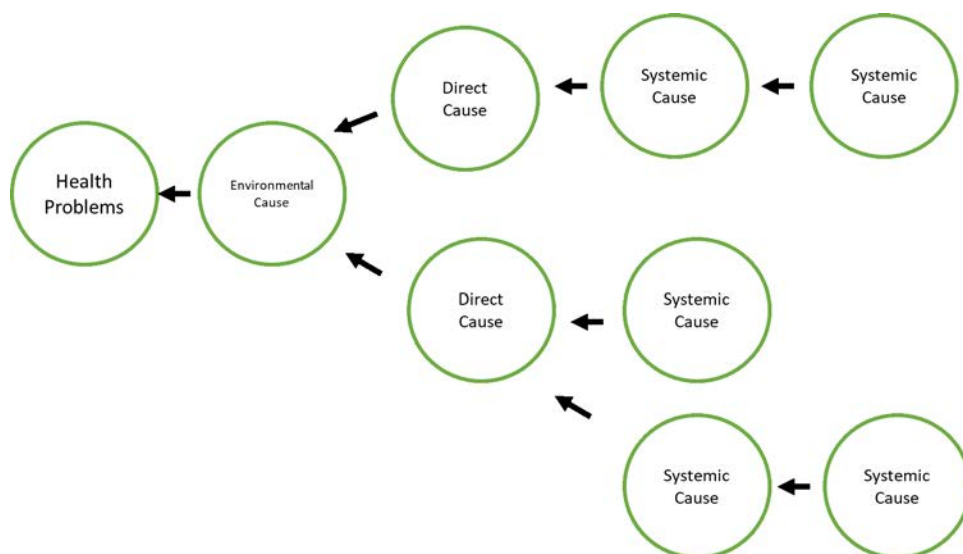 Direct
Cause
Systemic
Cause
Systemic
Cause
Health
Problems
Environmental
Cause
Direct
Cause
Systemic
Cause
Systemic
Cause
Systemic
Cause